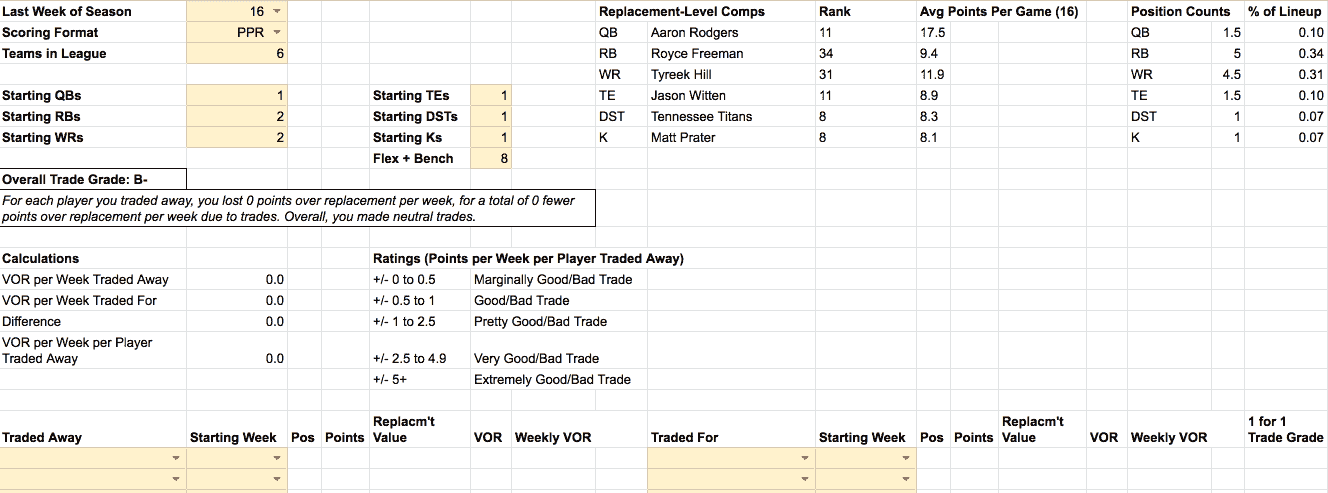 Last Week of Season 16 Replacement-Level Comps Rank Avg Points Per Game (16) Position Counts % of Lineup
Scoring Format PPR QB Aaron Rodgers 11 17.5 QB 1.5 0.10
Teams in League 6 RB Royce Freeman 34 9.4 RB 5 0.34
WR Tyreek Hill 31 11.9 WR 4.5 0.31
Starting QBs 1 Starting TEs 1 TE Jason Witten 11 8.9 TE 1.5 0.10
Starting RBs 2 Starting DSTs 1 DST Tennessee Titans 8 8.3 DST 1 0.07
Starting WRs 2 Starting Ks 1 K Matt Prater 8 8.1 K 1 0.07
Flex + Bench 8
Overall Trade Grade: B-
For each player you traded away, you lost 0 points over replacement per week, for a total of 0 fewer
points over replacement per week due to trades. Overall, you made neutral trades.
Calculations Ratings (Points per Week per Player Traded Away)
VOR per Week Traded Away 0.0 +/- 0 to 0.5 Marginally Good/Bad Trade
VOR per Week Traded For 0.0 +/- 0.5 to 1 Good/Bad Trade
Difference 0.0 +/- 1 to 2.5 Pretty Good/Bad Trade
VOR per Week per Player
Traded Away 0.0 +/- 2.5 to 4.9 Very Good/Bad Trade
+/- 5+ Extremely Good/Bad Trade
Replacm't Replacm't 1 for 1
Traded Away Starting Week Pos Points Value VOR Weekly VOR Traded For Starting Week Pos Points Value VOR Weekly VOR Trade Grade